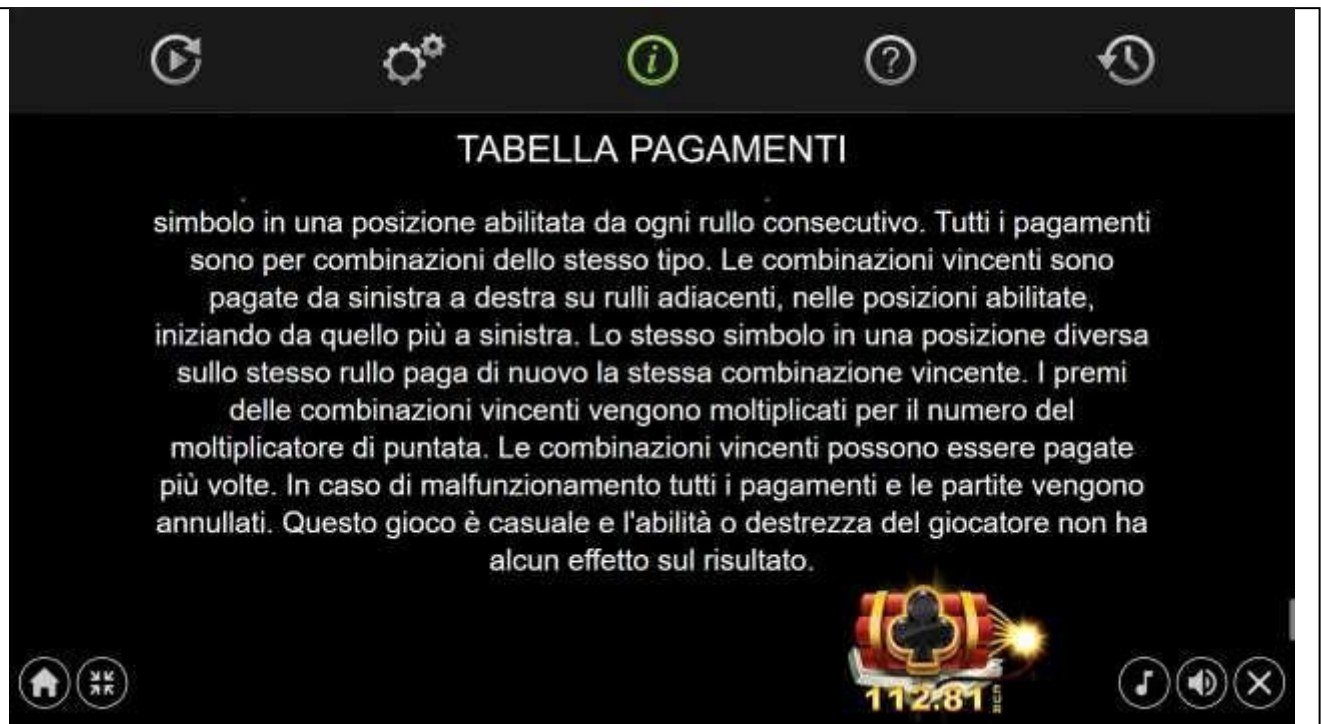 TABELLA PAGAMENTI
simbolo in una posizione abilitata da ogni rullo consecutivo. Tutti i pagamenti
sono per combinazioni dello stesso tipo. Le combinazioni vincenti sono
pagate da sinistra a destra su rulli adiacenti, nelle posizioni abilitate,
iniziando da quello più a sinistra. Lo stesso simbolo in una posizione diversa
sullo stesso rullo paga di nuovo la stessa combinazione vincente. I premi
delle combinazioni vincenti vengono moltiplicati per il numero del
moltiplicatore di puntata. Le combinazioni vincenti possono essere pagate
più volte. In caso di malfunzionamento tutti i pagamenti e le partite vengono
annullati. Questo gioco è casuale e l'abilità o destrezza del giocatore non ha
alcun effetto sul risultato.
112.81